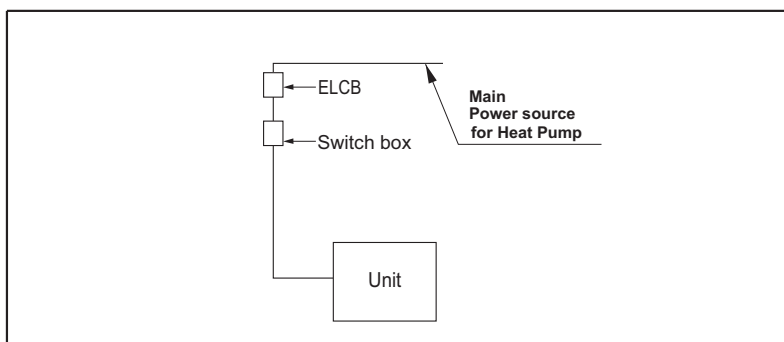 ELCB
Main
Power source
for Heat Pump
Switch box
Unit